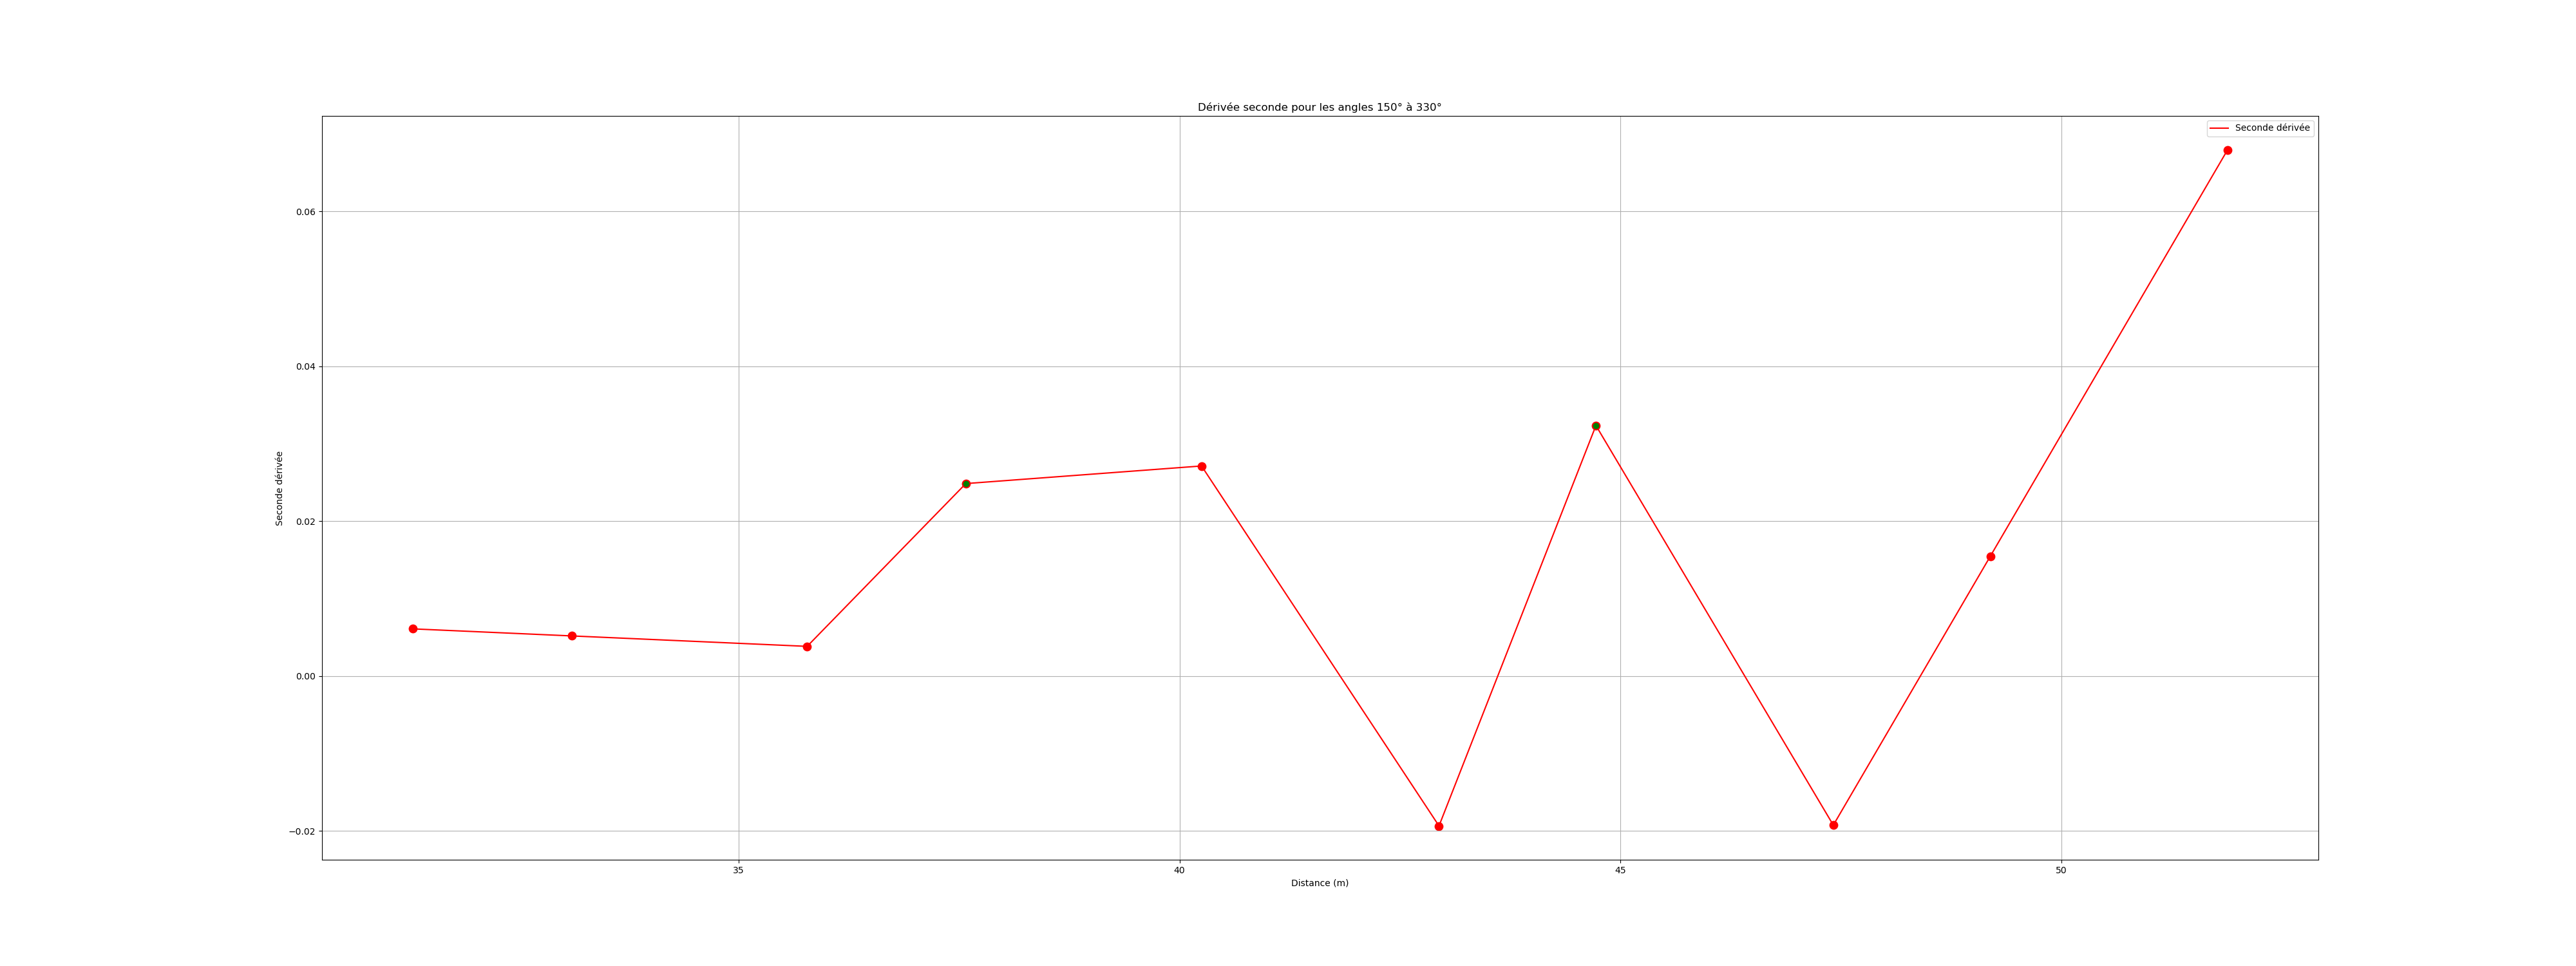 Dérivée seconde pour les angles 150° à 330°
Seconde dérivée
0.06
0.04
0.02
0.00
−0.02
Seconde dérivée
35
40
45
50
Distance (m)